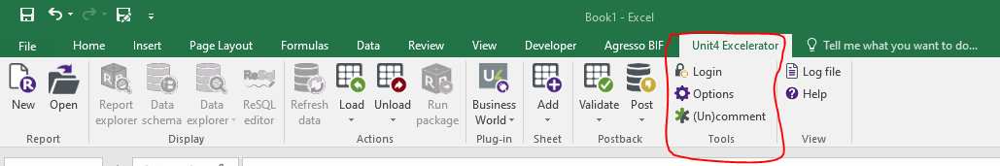 Book1 - Excel
File Home Insert Page Layout Formulas Data Review View Developer Agresso BIF Unit4 Excelerator Tell me what you want to do...
New Open Report explorer Data schema Data explorer ReSQL editor Refresh data Load Unload Run package Business World Add Validate Post Login Options (Un)comment Log file Help
Report Display Actions Plug-in Sheet Postback Tools View